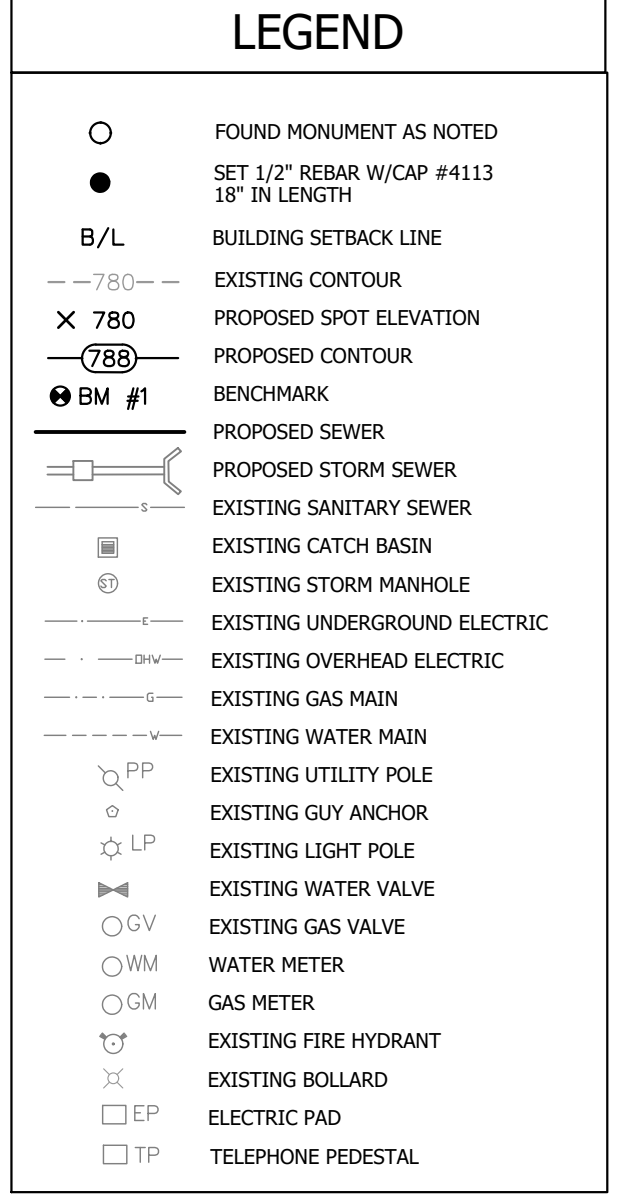 LEGEND
FOUND MONUMENT AS NOTED
SET 1/2" REBAR W/CAP #4113
18" IN LENGTH
B/L BUILDING SETBACK LINE
780 EXISTING CONTOUR
X 780 PROPOSED SPOT ELEVATION
788 PROPOSED CONTOUR
BM #1 BENCHMARK
PROPOSED SEWER
PROPOSED STORM SEWER
S EXISTING SANITARY SEWER
EXISTING CATCH BASIN
ST EXISTING STORM MANHOLE
E EXISTING UNDERGROUND ELECTRIC
OHW EXISTING OVERHEAD ELECTRIC
G EXISTING GAS MAIN
W EXISTING WATER MAIN
PP EXISTING UTILITY POLE
EXISTING GUY ANCHOR
LP EXISTING LIGHT POLE
EXISTING WATER VALVE
GV EXISTING GAS VALVE
WM WATER METER
GM GAS METER
EXISTING FIRE HYDRANT
EXISTING BOLLARD
EP ELECTRIC PAD
TP TELEPHONE PEDESTAL